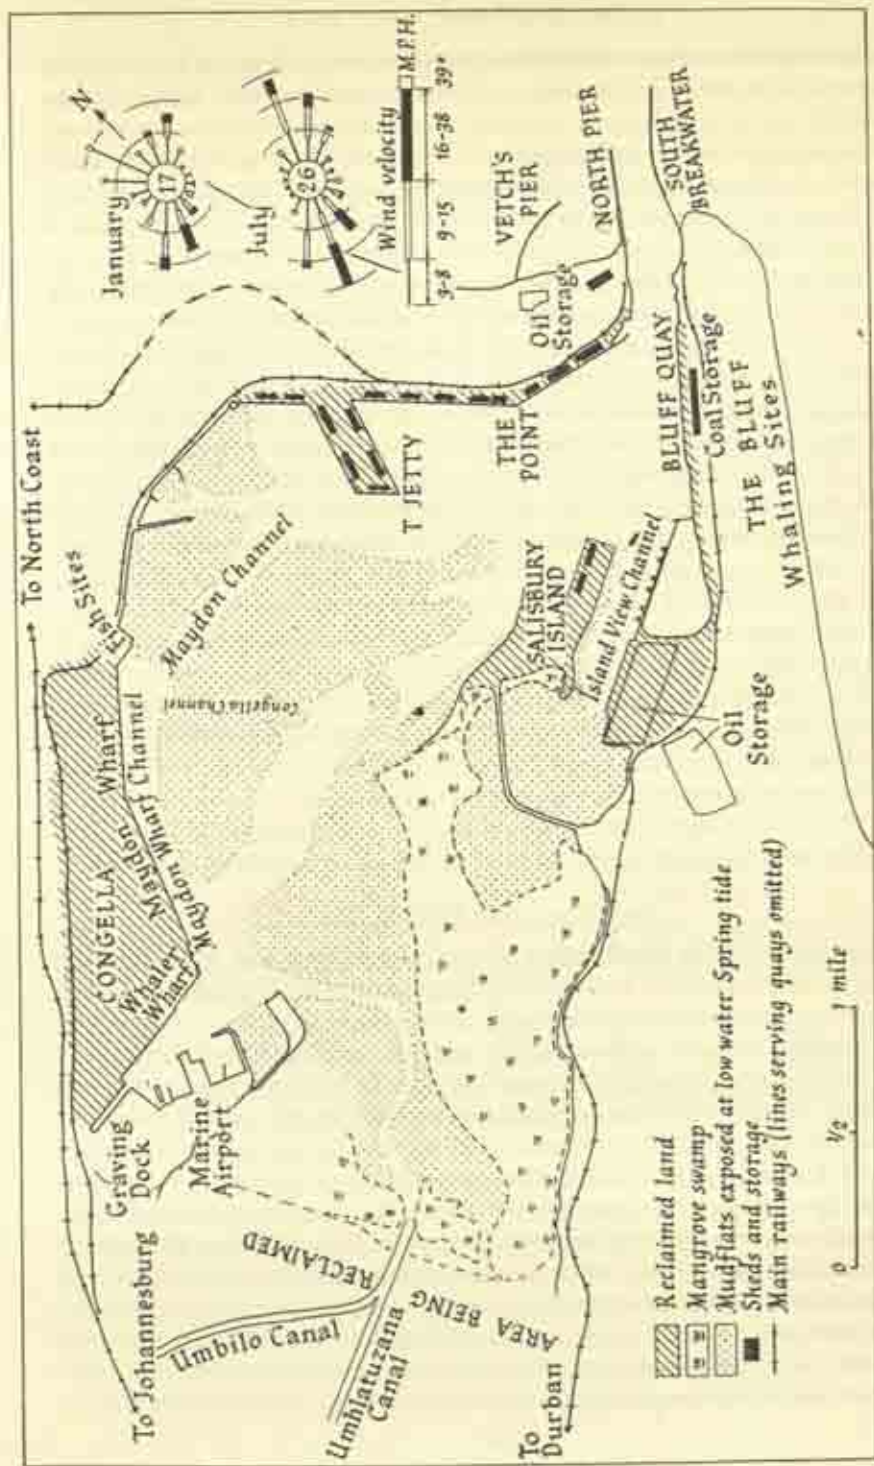 To Johannesburg
Umbilo Canal
Umhlatuzana
Canal
To
Durban
AREA BEING
RECLAIMED
Graving
Dock
Marine
Airport
CONGELLA
Whaler
Wharf
Maydon Wharf
Maydon Wharf Channel
To North Coast
Fish Sites
Maydon Channel
Congella Channel
T JETTY
THE
POINT
SALISBURY
ISLAND
Island View Channel
BLUFF QUAY
Coal Storage
THE BLUFF
Whaling Sites
Oil
Storage
Oil
Storage
VETCH'S
PIER
NORTH PIER
SOUTH
BREAKWATER
January
17
N
July
26
Wind velocity
3-8
9-15
16-38
39+
M.P.H.
Reclaimed land
Mangrove swamp
Mudflats exposed at low water Spring tide
Sheds and storage
Main railways (lines serving quays omitted)
0
1/2
1 mile